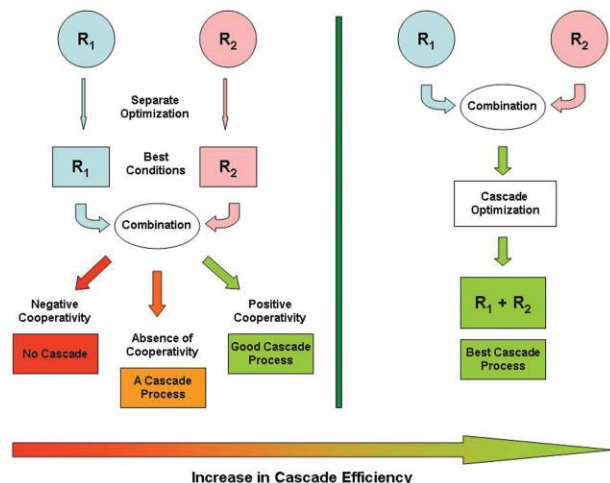 R₁
R₂
Separate
Optimization
R₁
Best
Conditions
R₂
Combination
Negative
Cooperativity
No Cascade
Absence of
Cooperativity
A Cascade
Process
Positive
Cooperativity
Good Cascade
Process
R₁
R₂
Combination
Cascade
Optimization
R₁ + R₂
Best Cascade
Process
Increase in Cascade Efficiency